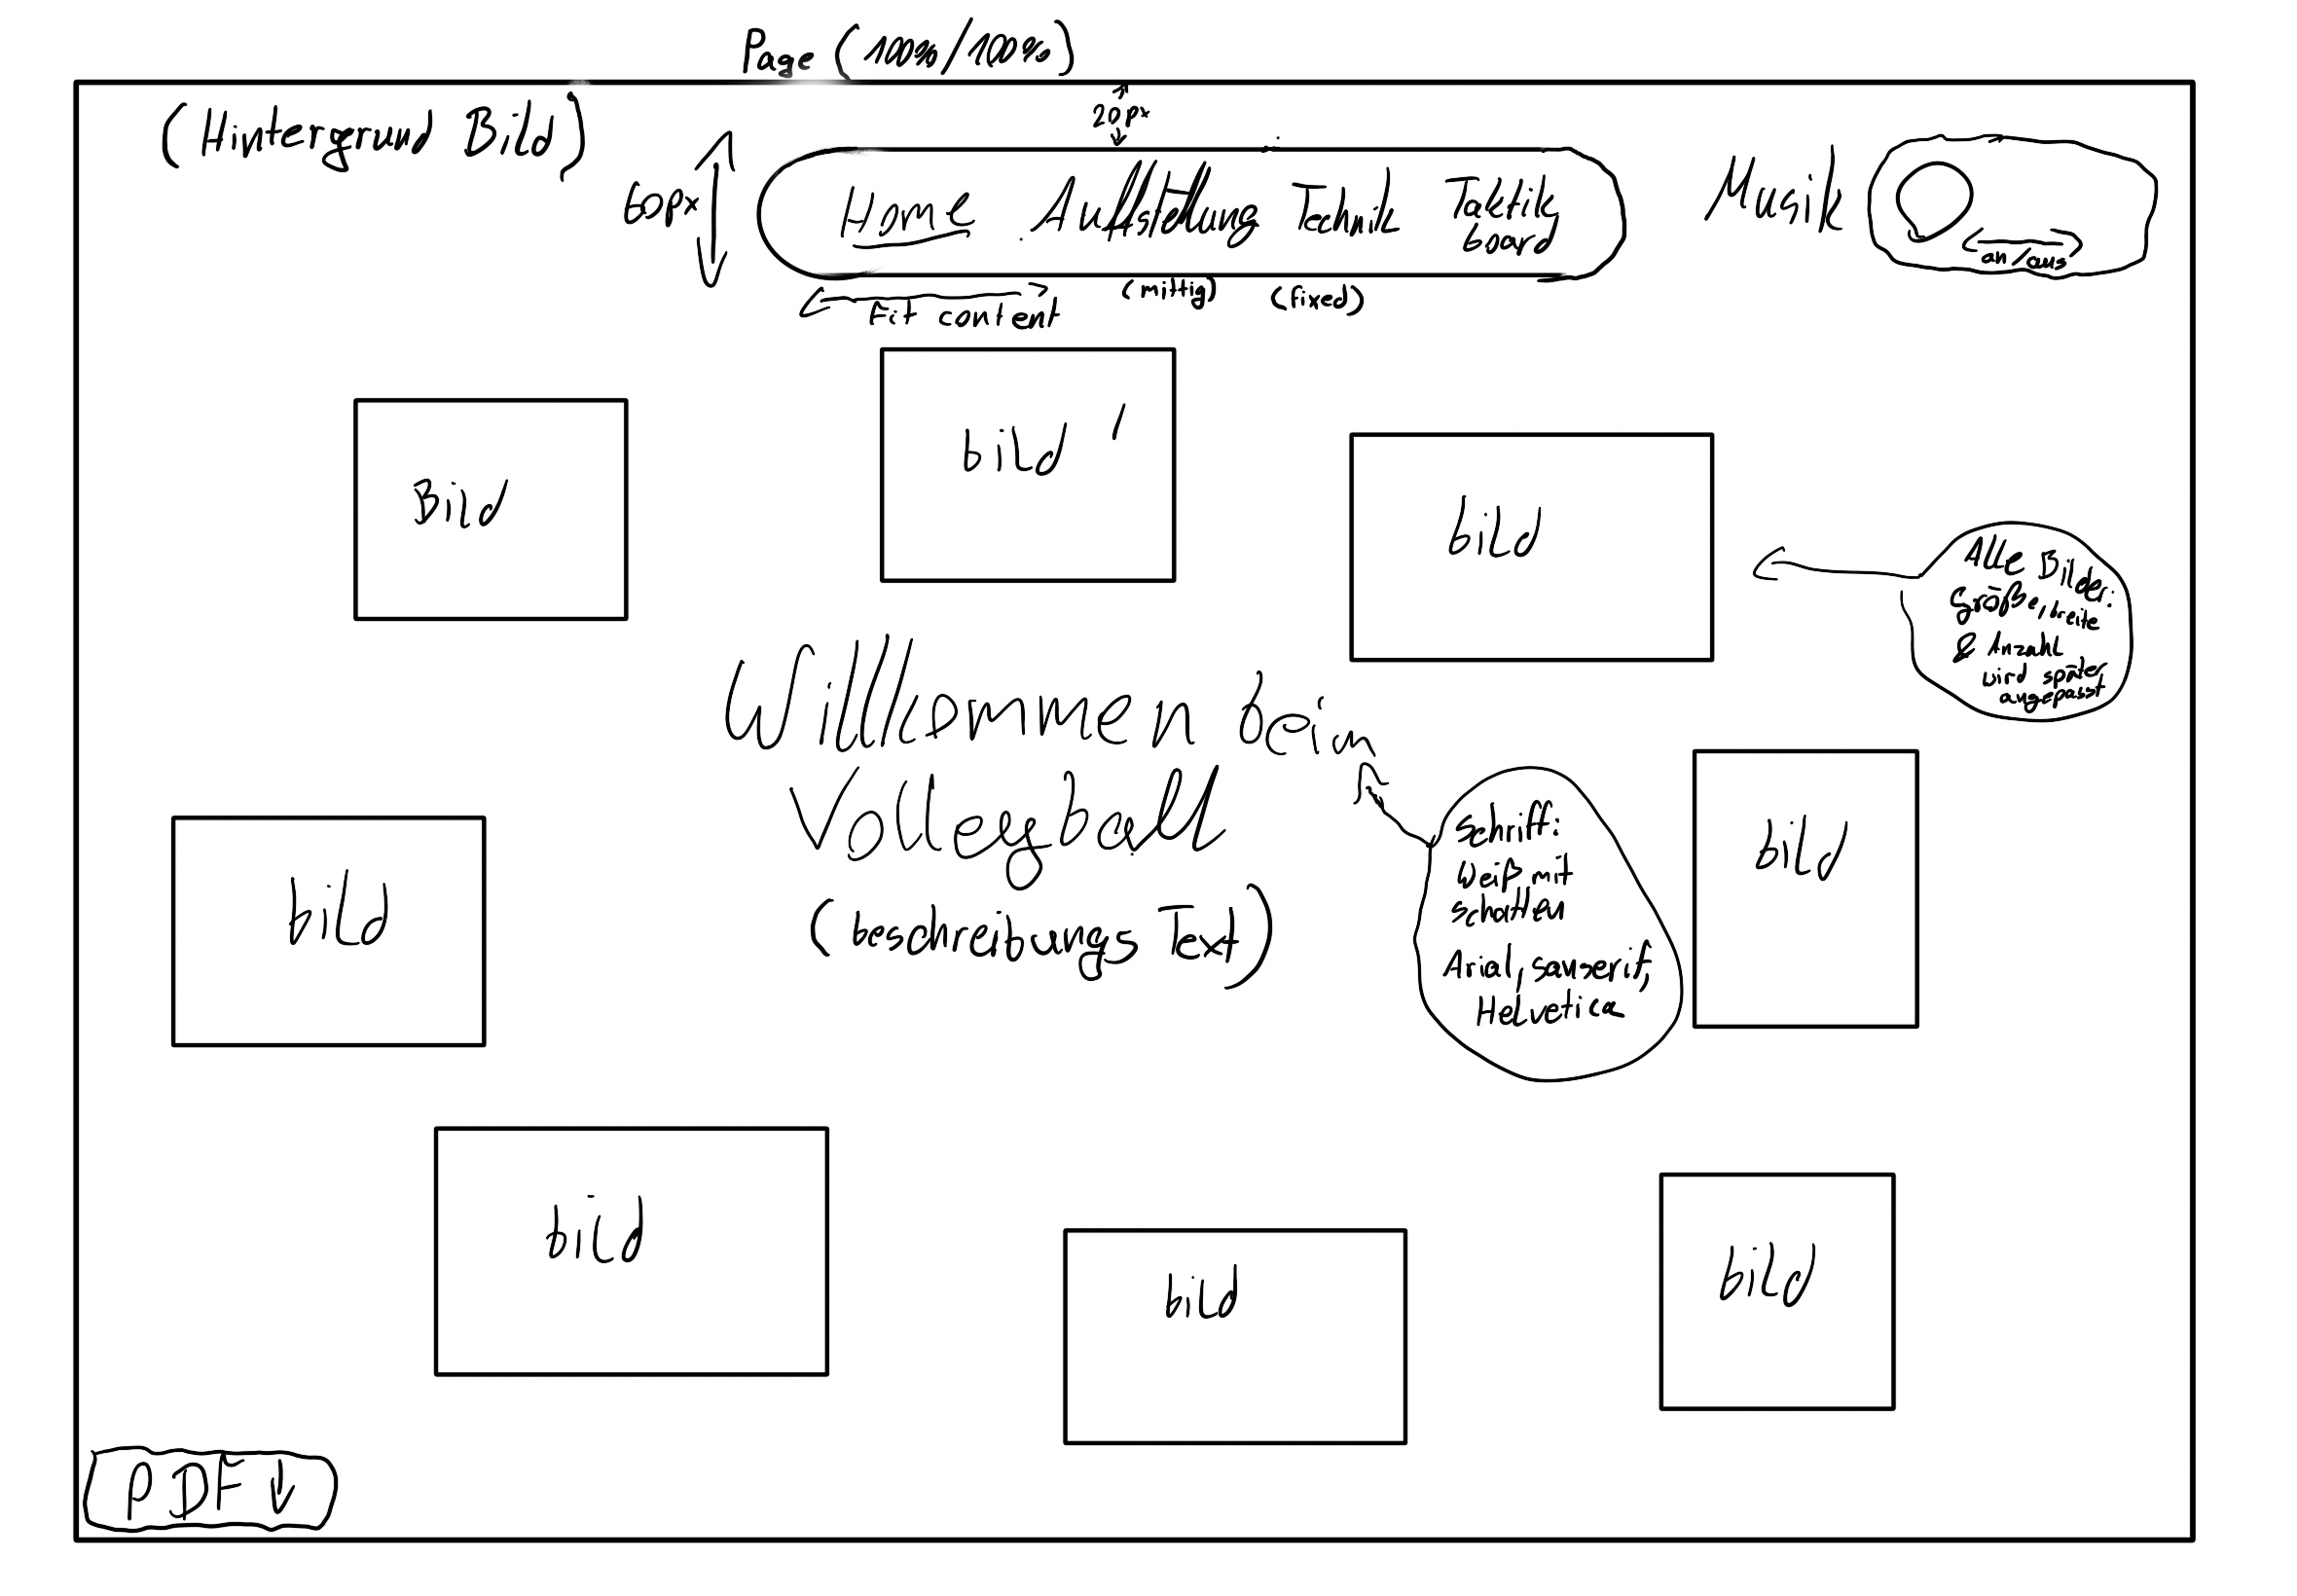 Page (100%/100%)
(Hintergrund Bild)
20px
60px
Home Auffstellung Technik Taktik
board
Musik
an/aus
Fit content
(mittig) (fixed)
Bild
bild
bild
Alle Bilder:
Größe, breite
& Anzahl
wird später
angepasst
Willkommen beim
Volleyball
(beschreibungs Text)
Schriff:
Weiß mit
schatten
Arial, sanserif,
Helvetica
bild
bild
bild
bild
bild
PDF ↓